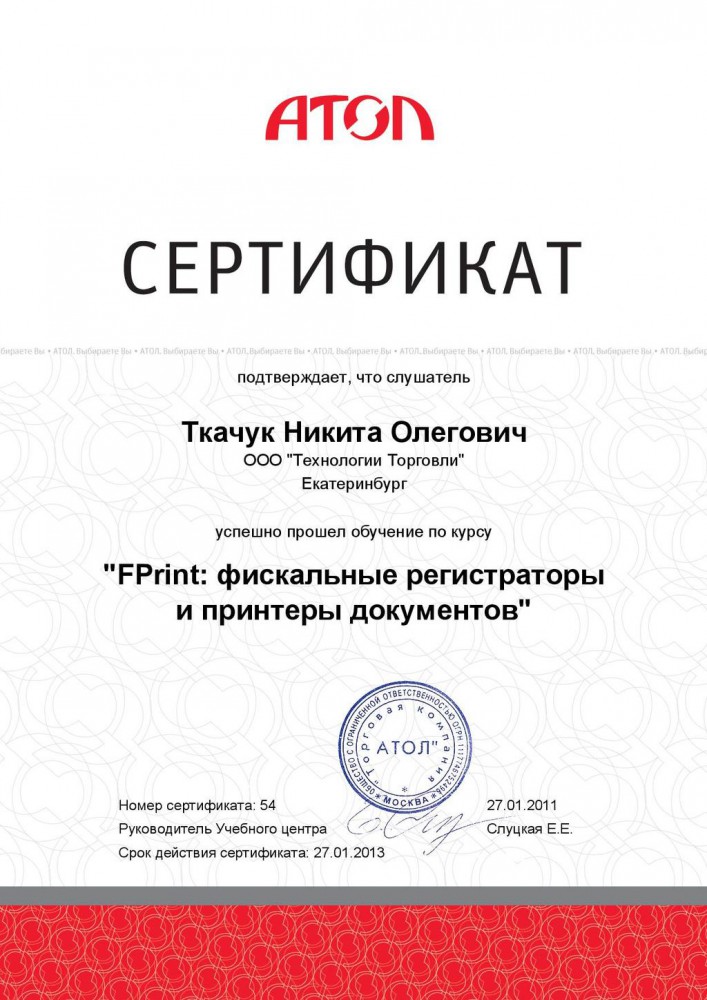 АТОЛ
СЕРТИФИКАТ
Выбираете Вы • АТОЛ. Выбираете Вы • АТОЛ. Выбираете Вы • АТОЛ. Выбираете Вы • АТОЛ. Выбираете Вы • АТОЛ. Выбираете Вы • АТОЛ. Выбираете Вы • АТОЛ. Выбираете Вы • АТОЛ.
подтверждает, что слушатель
Ткачук Никита Олегович
ООО "Технологии Торговли"
Екатеринбург
успешно прошел обучение по курсу
"FPrint: фискальные регистраторы
и принтеры документов"
ОБЩЕСТВО С ОГРАНИЧЕННОЙ ОТВЕТСТВЕННОСТЬЮ ОГРН
"Торговая компания
АТОЛ"
* МОСКВА *
Номер сертификата: 54
27.01.2011
Руководитель Учебного центра
Слуцкая Е.Е.
Срок действия сертификата: 27.01.2013